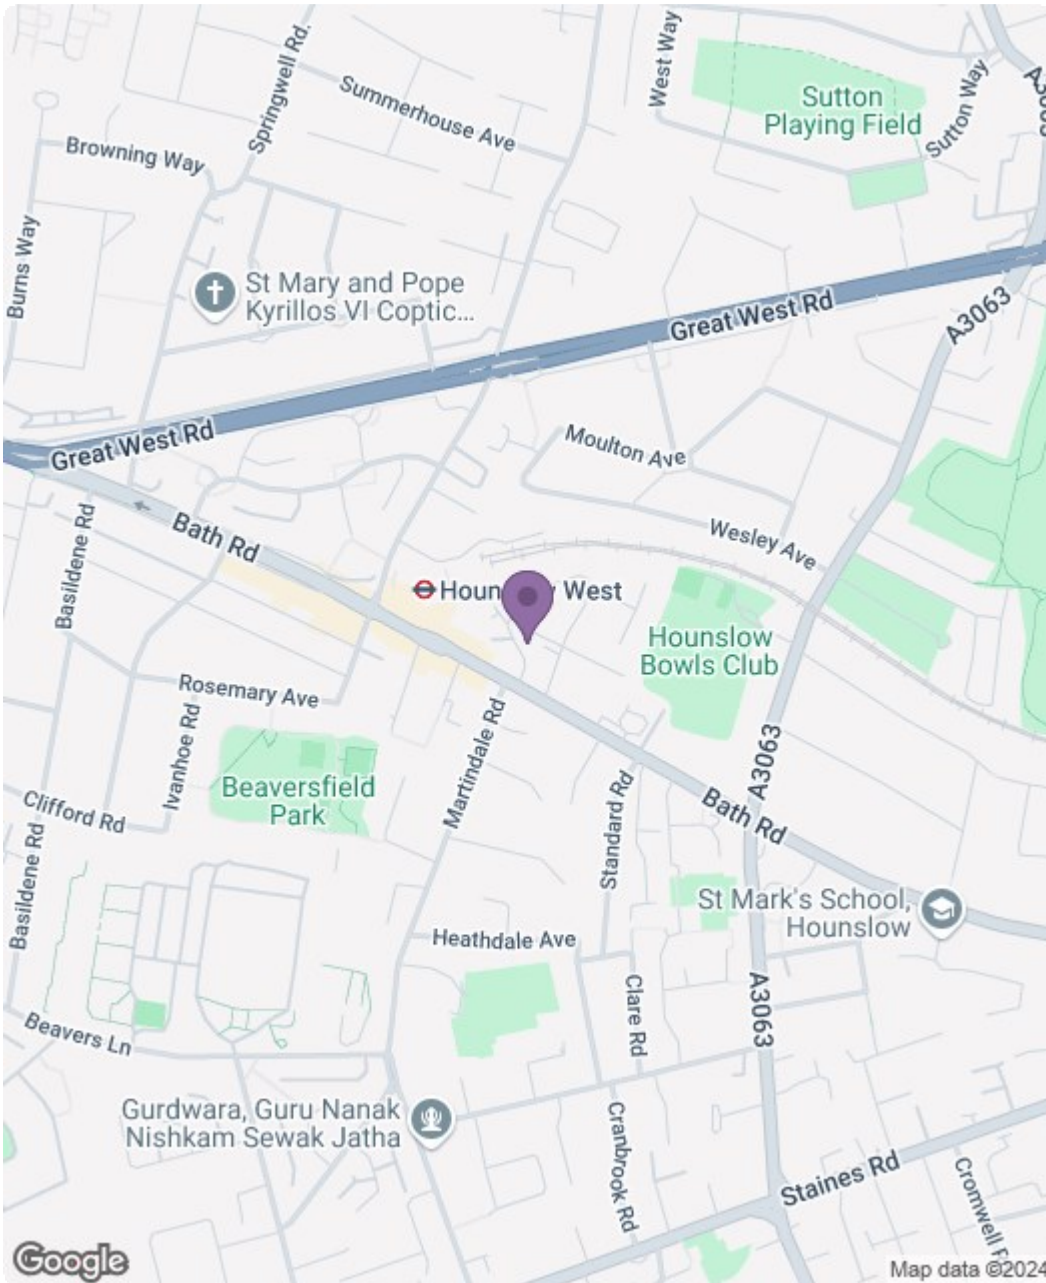 West Way
Springwell Rd.
Summerhouse Ave
Sutton
Playing Field
Sutton Way
Browning Way
Burns Way
St Mary and Pope
Kyrillos VI Coptic...
Great West Rd
A3063
Great West Rd
Moulton Ave
Basildene Rd
Bath Rd
Wesley Ave
West
Hounslow
Bowls Club
Rosemary Ave
Ivanhoe Rd
Martindale Rd
A3063
Beaversfield
Park
Clifford Rd
Standard Rd
Bath Rd
Basildene Rd
St Mark's School,
Hounslow
Heathdale Ave
Clare Rd
A3063
Beavers Ln
Gurdwara, Guru Nanak
Nishkam Sewak Jatha
Cranbrook Rd
Staines Rd
Cromwell
Google
Map data ©2024